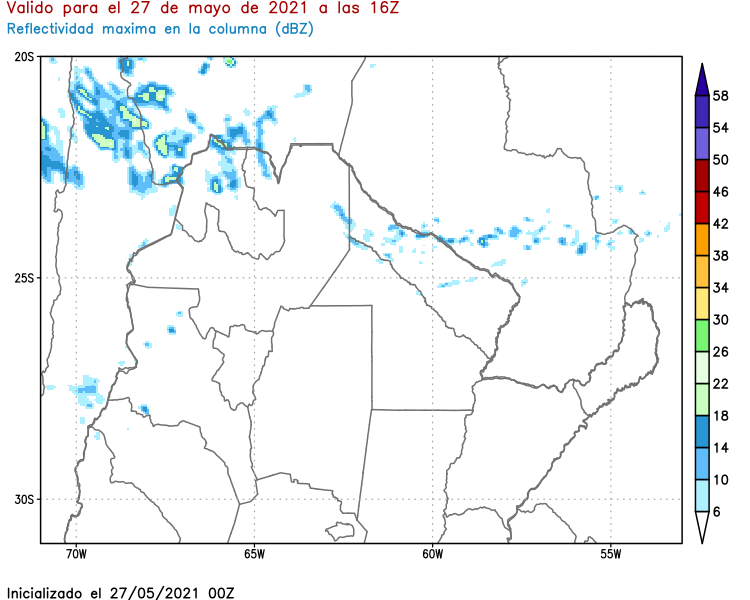 Valido para el 27 de mayo de 2021 a las 16Z
Reflectividad maxima en la columna (dBZ)
20S
25S
30S
70W 65W 60W 55W
58
54
50
46
42
38
34
30
26
22
18
14
10
6
Inicializado el 27/05/2021 00Z